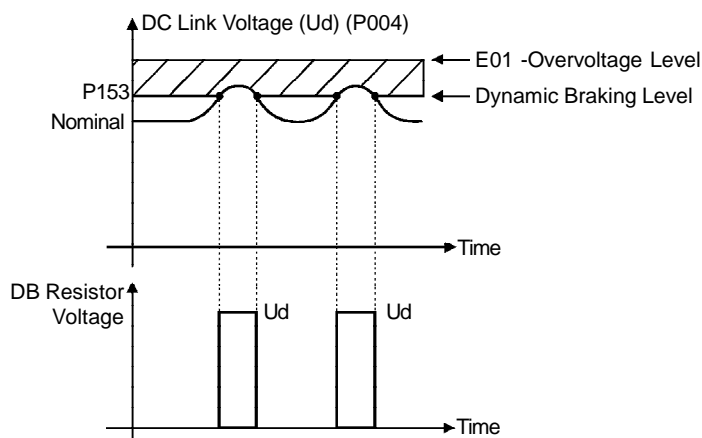 DC Link Voltage (Ud) (P004)
E01 -Overvoltage Level
P153
Dynamic Braking Level
Nominal
Time
DB Resistor
Voltage
Ud
Ud
Time